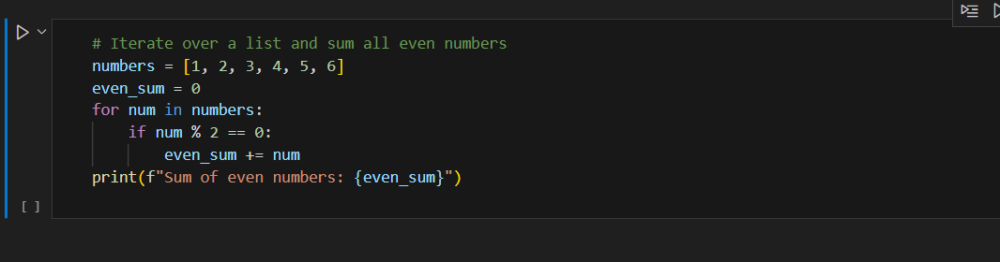 # Iterate over a list and sum all even numbers
numbers = [1, 2, 3, 4, 5, 6]
even_sum = 0
for num in numbers:
    if num % 2 == 0:
        even_sum += num
print(f"Sum of even numbers: {even_sum}")
[ ]